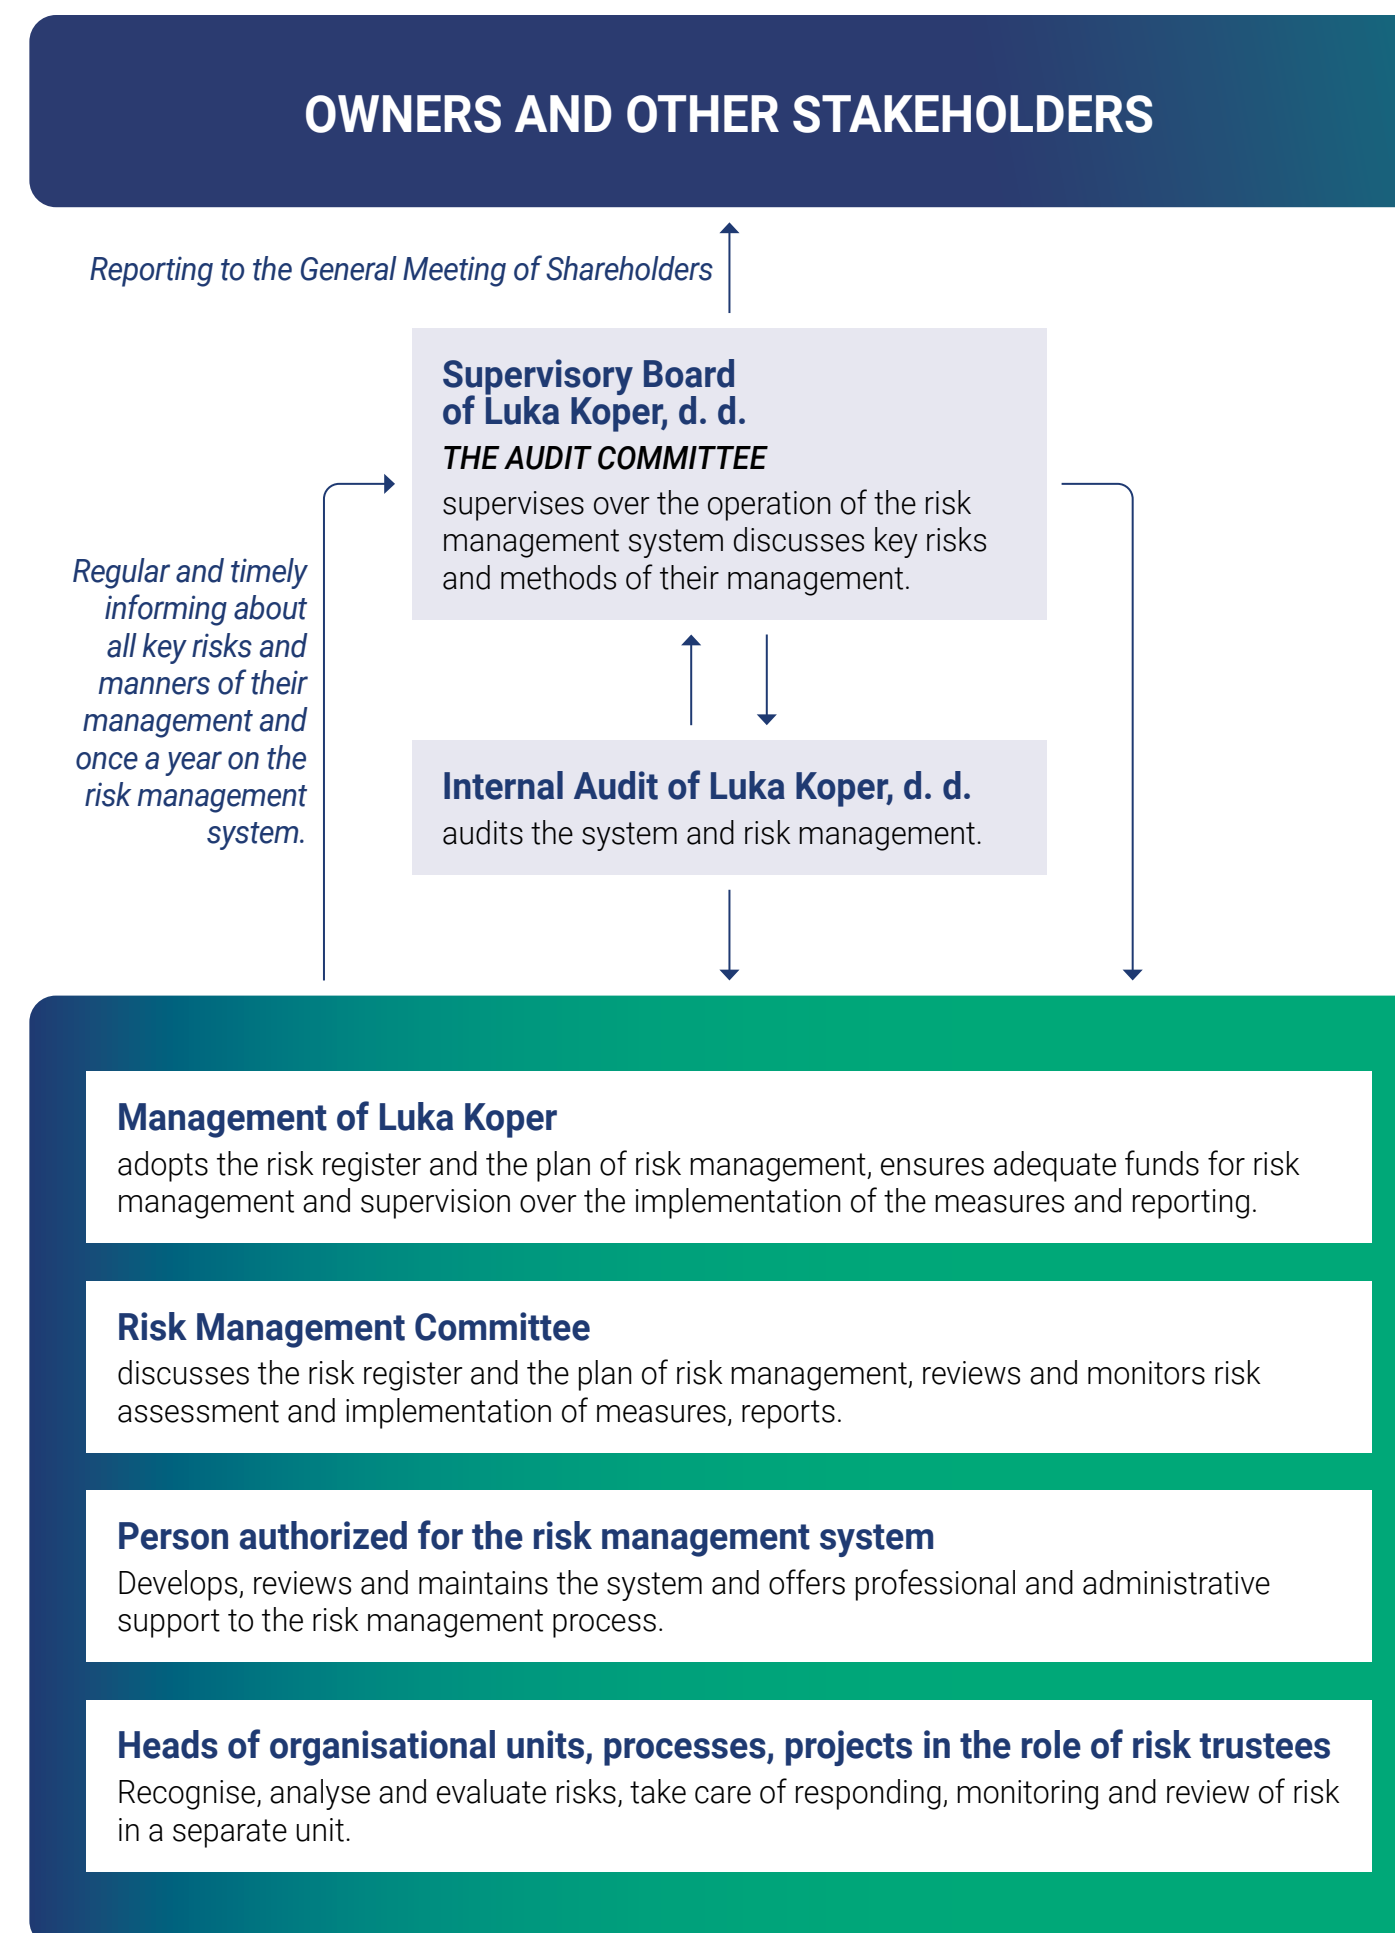 OWNERS AND OTHER STAKEHOLDERS
Reporting to the General Meeting of Shareholders
Supervisory Board
of Luka Koper, d. d.
THE AUDIT COMMITTEE
supervises over the operation of the risk
management system discusses key risks
and methods of their management.
Regular and timely
informing about
all key risks and
manners of their
management and
once a year on the
risk management
system.
Internal Audit of Luka Koper, d. d.
audits the system and risk management.
Management of Luka Koper
adopts the risk register and the plan of risk management, ensures adequate funds for risk
management and supervision over the implementation of the measures and reporting.
Risk Management Committee
discusses the risk register and the plan of risk management, reviews and monitors risk
assessment and implementation of measures, reports.
Person authorized for the risk management system
Develops, reviews and maintains the system and offers professional and administrative
support to the risk management process.
Heads of organisational units, processes, projects in the role of risk trustees
Recognise, analyse and evaluate risks, take care of responding, monitoring and review of risk
in a separate unit.